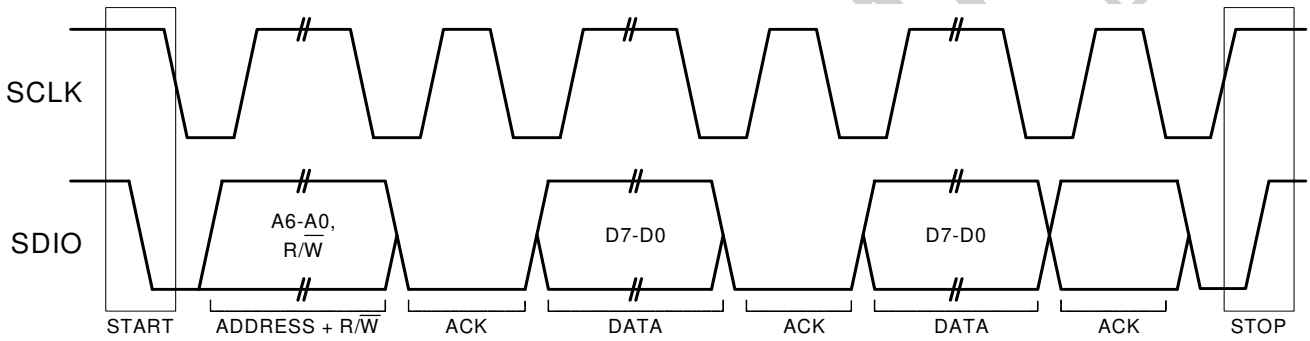 SCLK
SDIO
A6-A0,
R/W̅
D7-D0
D7-D0
START
ADDRESS + R/W̅
ACK
DATA
ACK
DATA
ACK
STOP